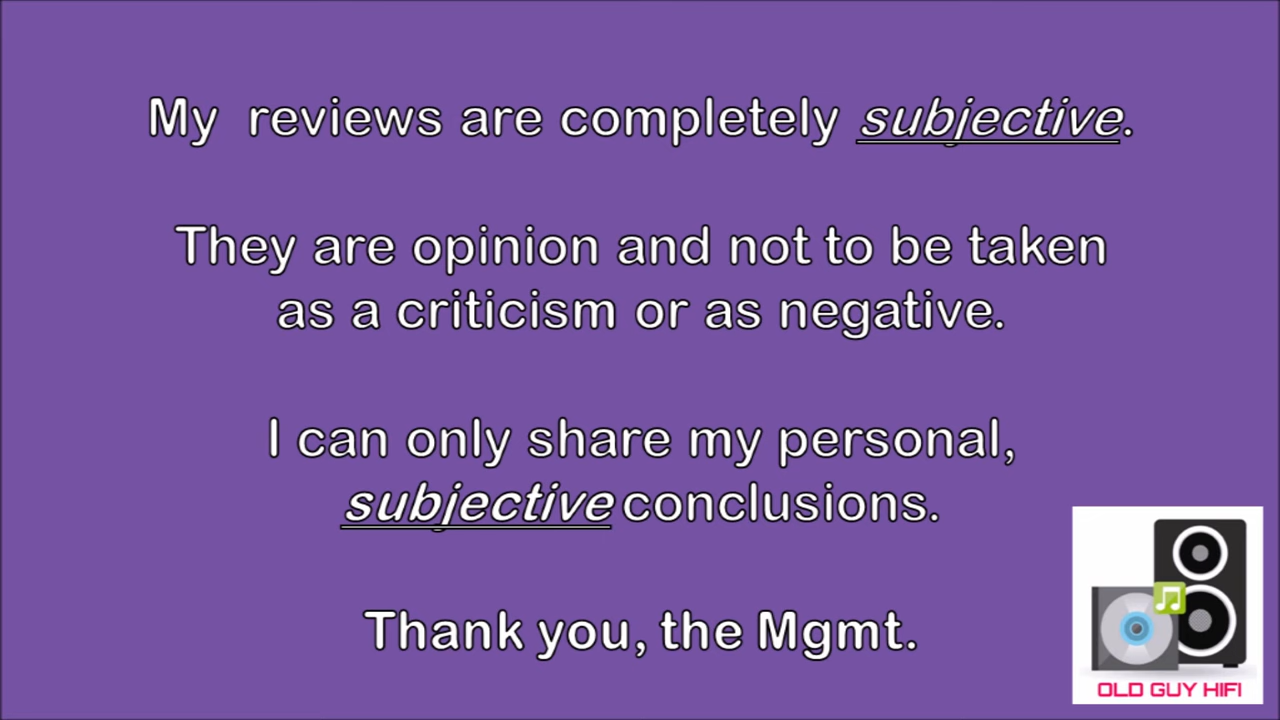 My reviews are completely subjective.
They are opinion and not to be taken
as a criticism or as negative.
I can only share my personal,
subjective conclusions.
Thank you, the Mgmt.
OLD GUY HIFI